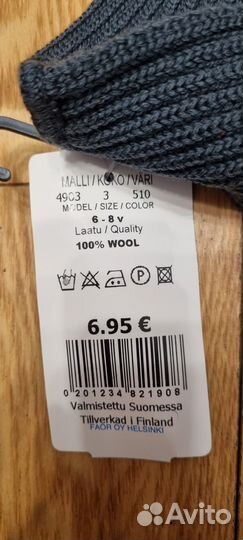 MALLI / KOKO / VÄRI
4903 3 510
MODEL / SIZE / COLOR
6 - 8 v
Laatu / Quality
100% WOOL
P
6.95 €
0 201234 821908
Valmistettu Suomessa
Tillverkad i Finland
FAOR OY HELSINKI
Avito